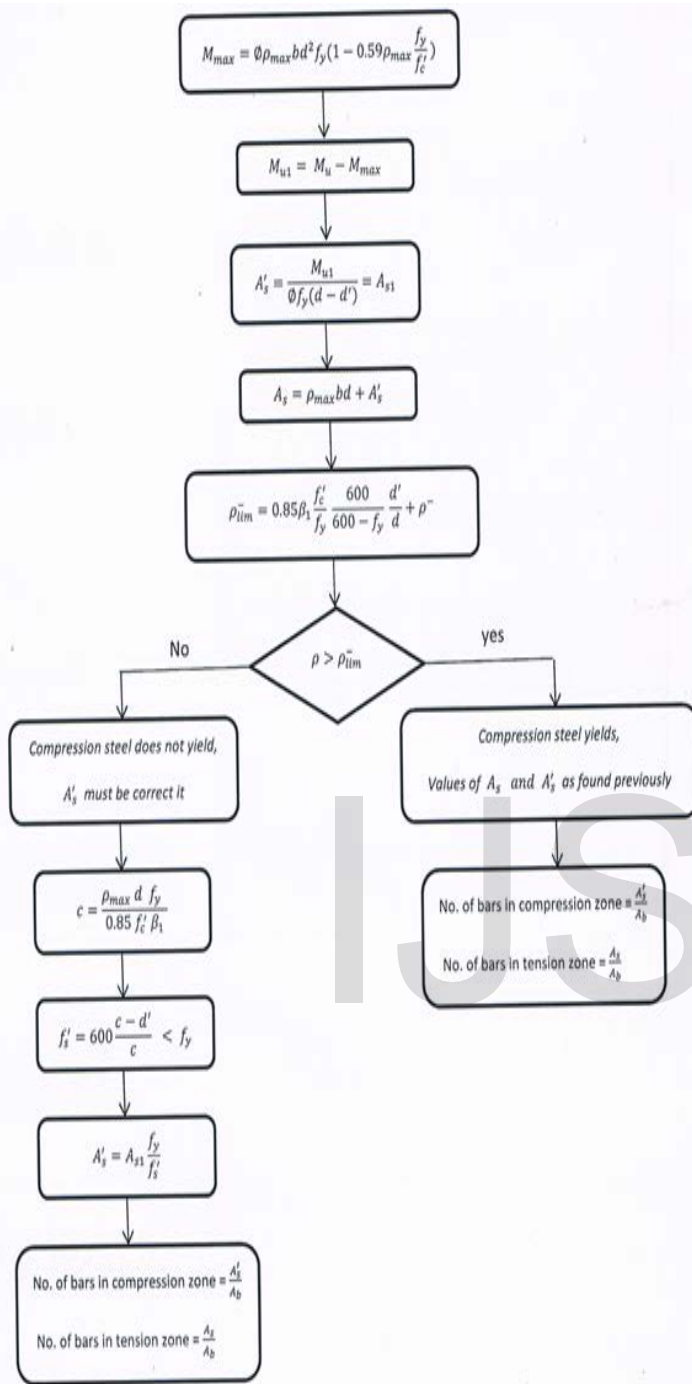 M_max = Øρ_max bd² f_y(1 − 0.59ρ_max f_y/f'_c)
M_u1 = M_u − M_max
A'_s = M_u1/(Øf_y(d − d')) = A_s1
A_s = ρ_max bd + A'_s
ρ⁻_lim = 0.85β_1 f'_c/f_y 600/(600 − f_y) d'/d + ρ⁻
ρ > ρ⁻_lim
No
yes
Compression steel does not yield,
A'_s must be correct it
Compression steel yields,
Values of A_s and A'_s as found previously
c = (ρ_max d f_y)/(0.85 f'_c β_1)
No. of bars in compression zone = A'_s/A_b
No. of bars in tension zone = A_s/A_b
f'_s = 600 (c − d')/c < f_y
A'_s = A_s1 f_y/f'_s
No. of bars in compression zone = A'_s/A_b
No. of bars in tension zone = A_s/A_b
IJS